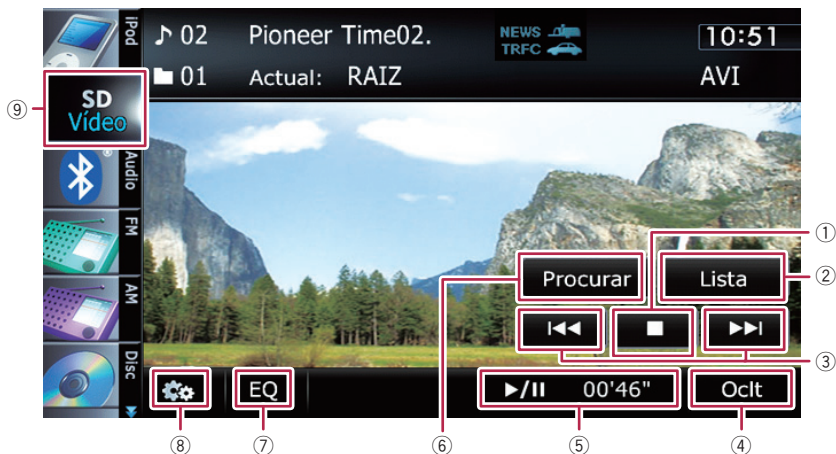 iPod
♪ 02 Pioneer Time02.
NEWS
TRFC
10:51
01 Actual: RAIZ
AVI
⑨
SD
Vídeo
Audio
FM
AM
Disc
①
Procurar
Lista
②
③
EQ
►/II 00'46"
Oclt
⑧
⑦
⑥
⑤
④